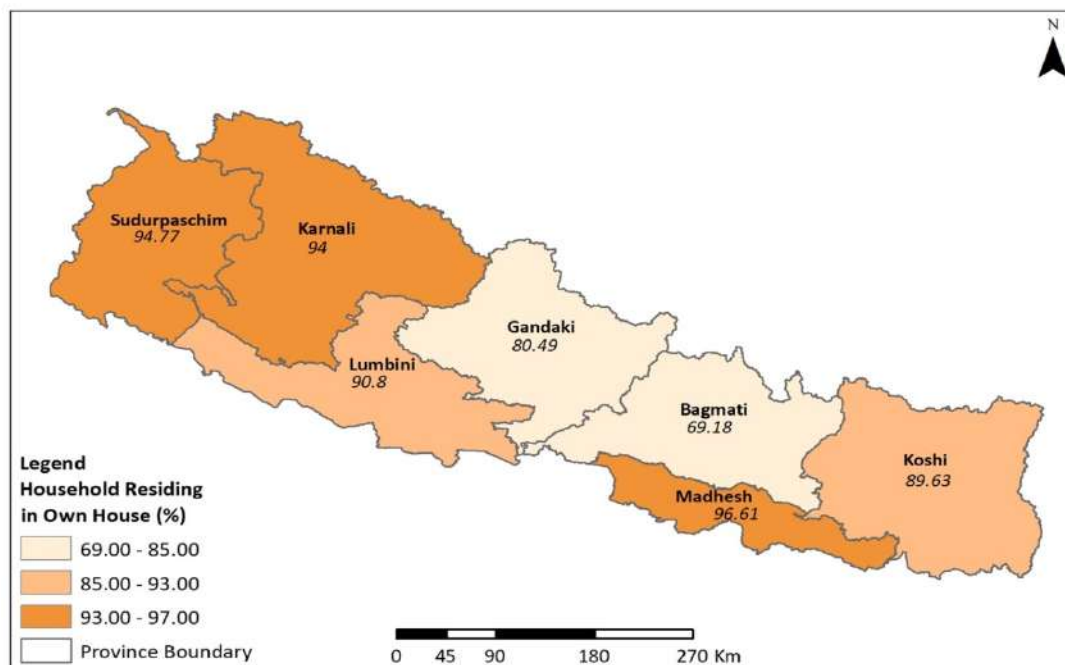 N
Sudurpaschim
94.77
Karnali
94
Gandaki
80.49
Lumbini
90.8
Bagmati
69.18
Koshi
89.63
Madhesh
96.61
Legend
Household Residing
in Own House (%)
69.00 - 85.00
85.00 - 93.00
93.00 - 97.00
Province Boundary
0 45 90 180 270 Km